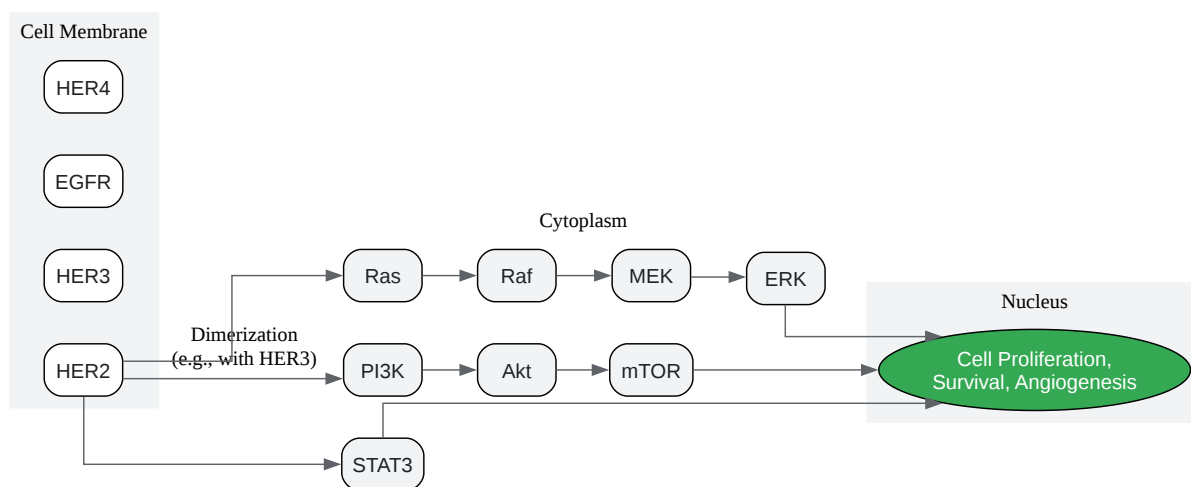 Cell Membrane
HER4
EGFR
HER3
HER2
Dimerization
(e.g., with HER3)
Cytoplasm
Ras
Raf
MEK
ERK
PI3K
Akt
mTOR
STAT3
Nucleus
Cell Proliferation,
Survival, Angiogenesis